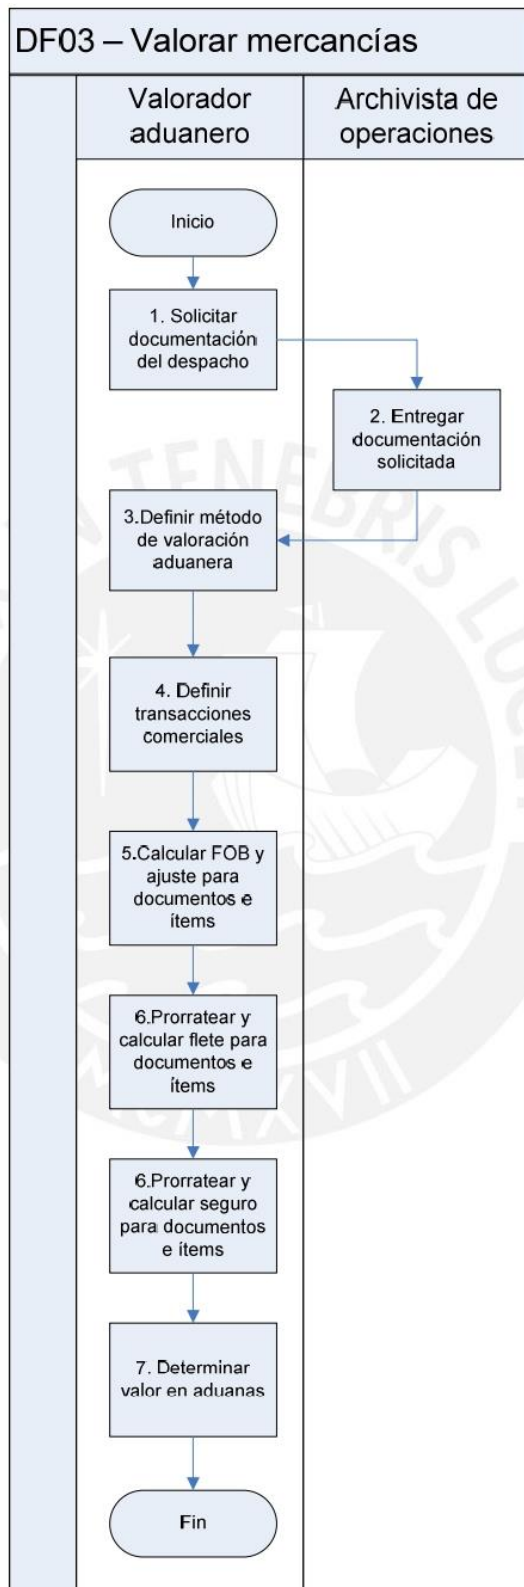 DF03 – Valorar mercancías
Valorador
aduanero
Archivista de
operaciones
Inicio
1. Solicitar
documentación
del despacho
2. Entregar
documentación
solicitada
3.Definir método
de valoración
aduanera
4. Definir
transacciones
comerciales
5.Calcular FOB y
ajuste para
documentos e
ítems
6.Prorratear y
calcular flete para
documentos e
ítems
6.Prorratear y
calcular seguro
para documentos
e ítems
7. Determinar
valor en aduanas
Fin
TENEBRIS
MCMXVII